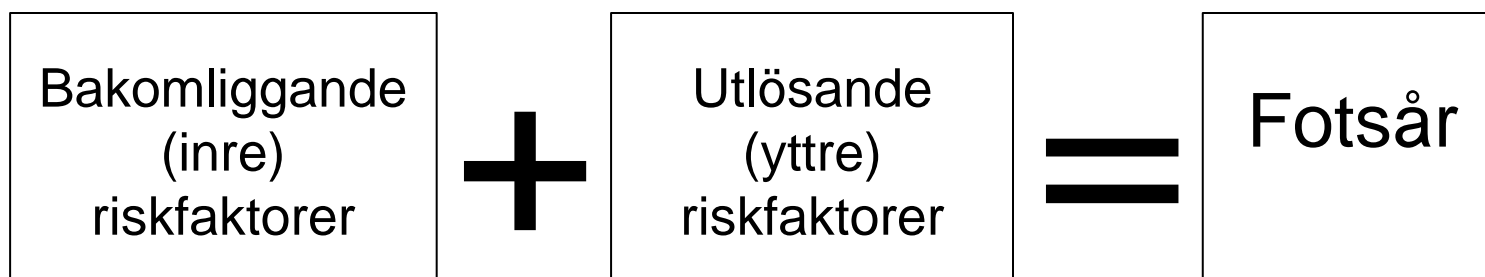 Bakomliggande
(inre)
riskfaktorer
+
Utlösande
(yttre)
riskfaktorer
=
Fotsår